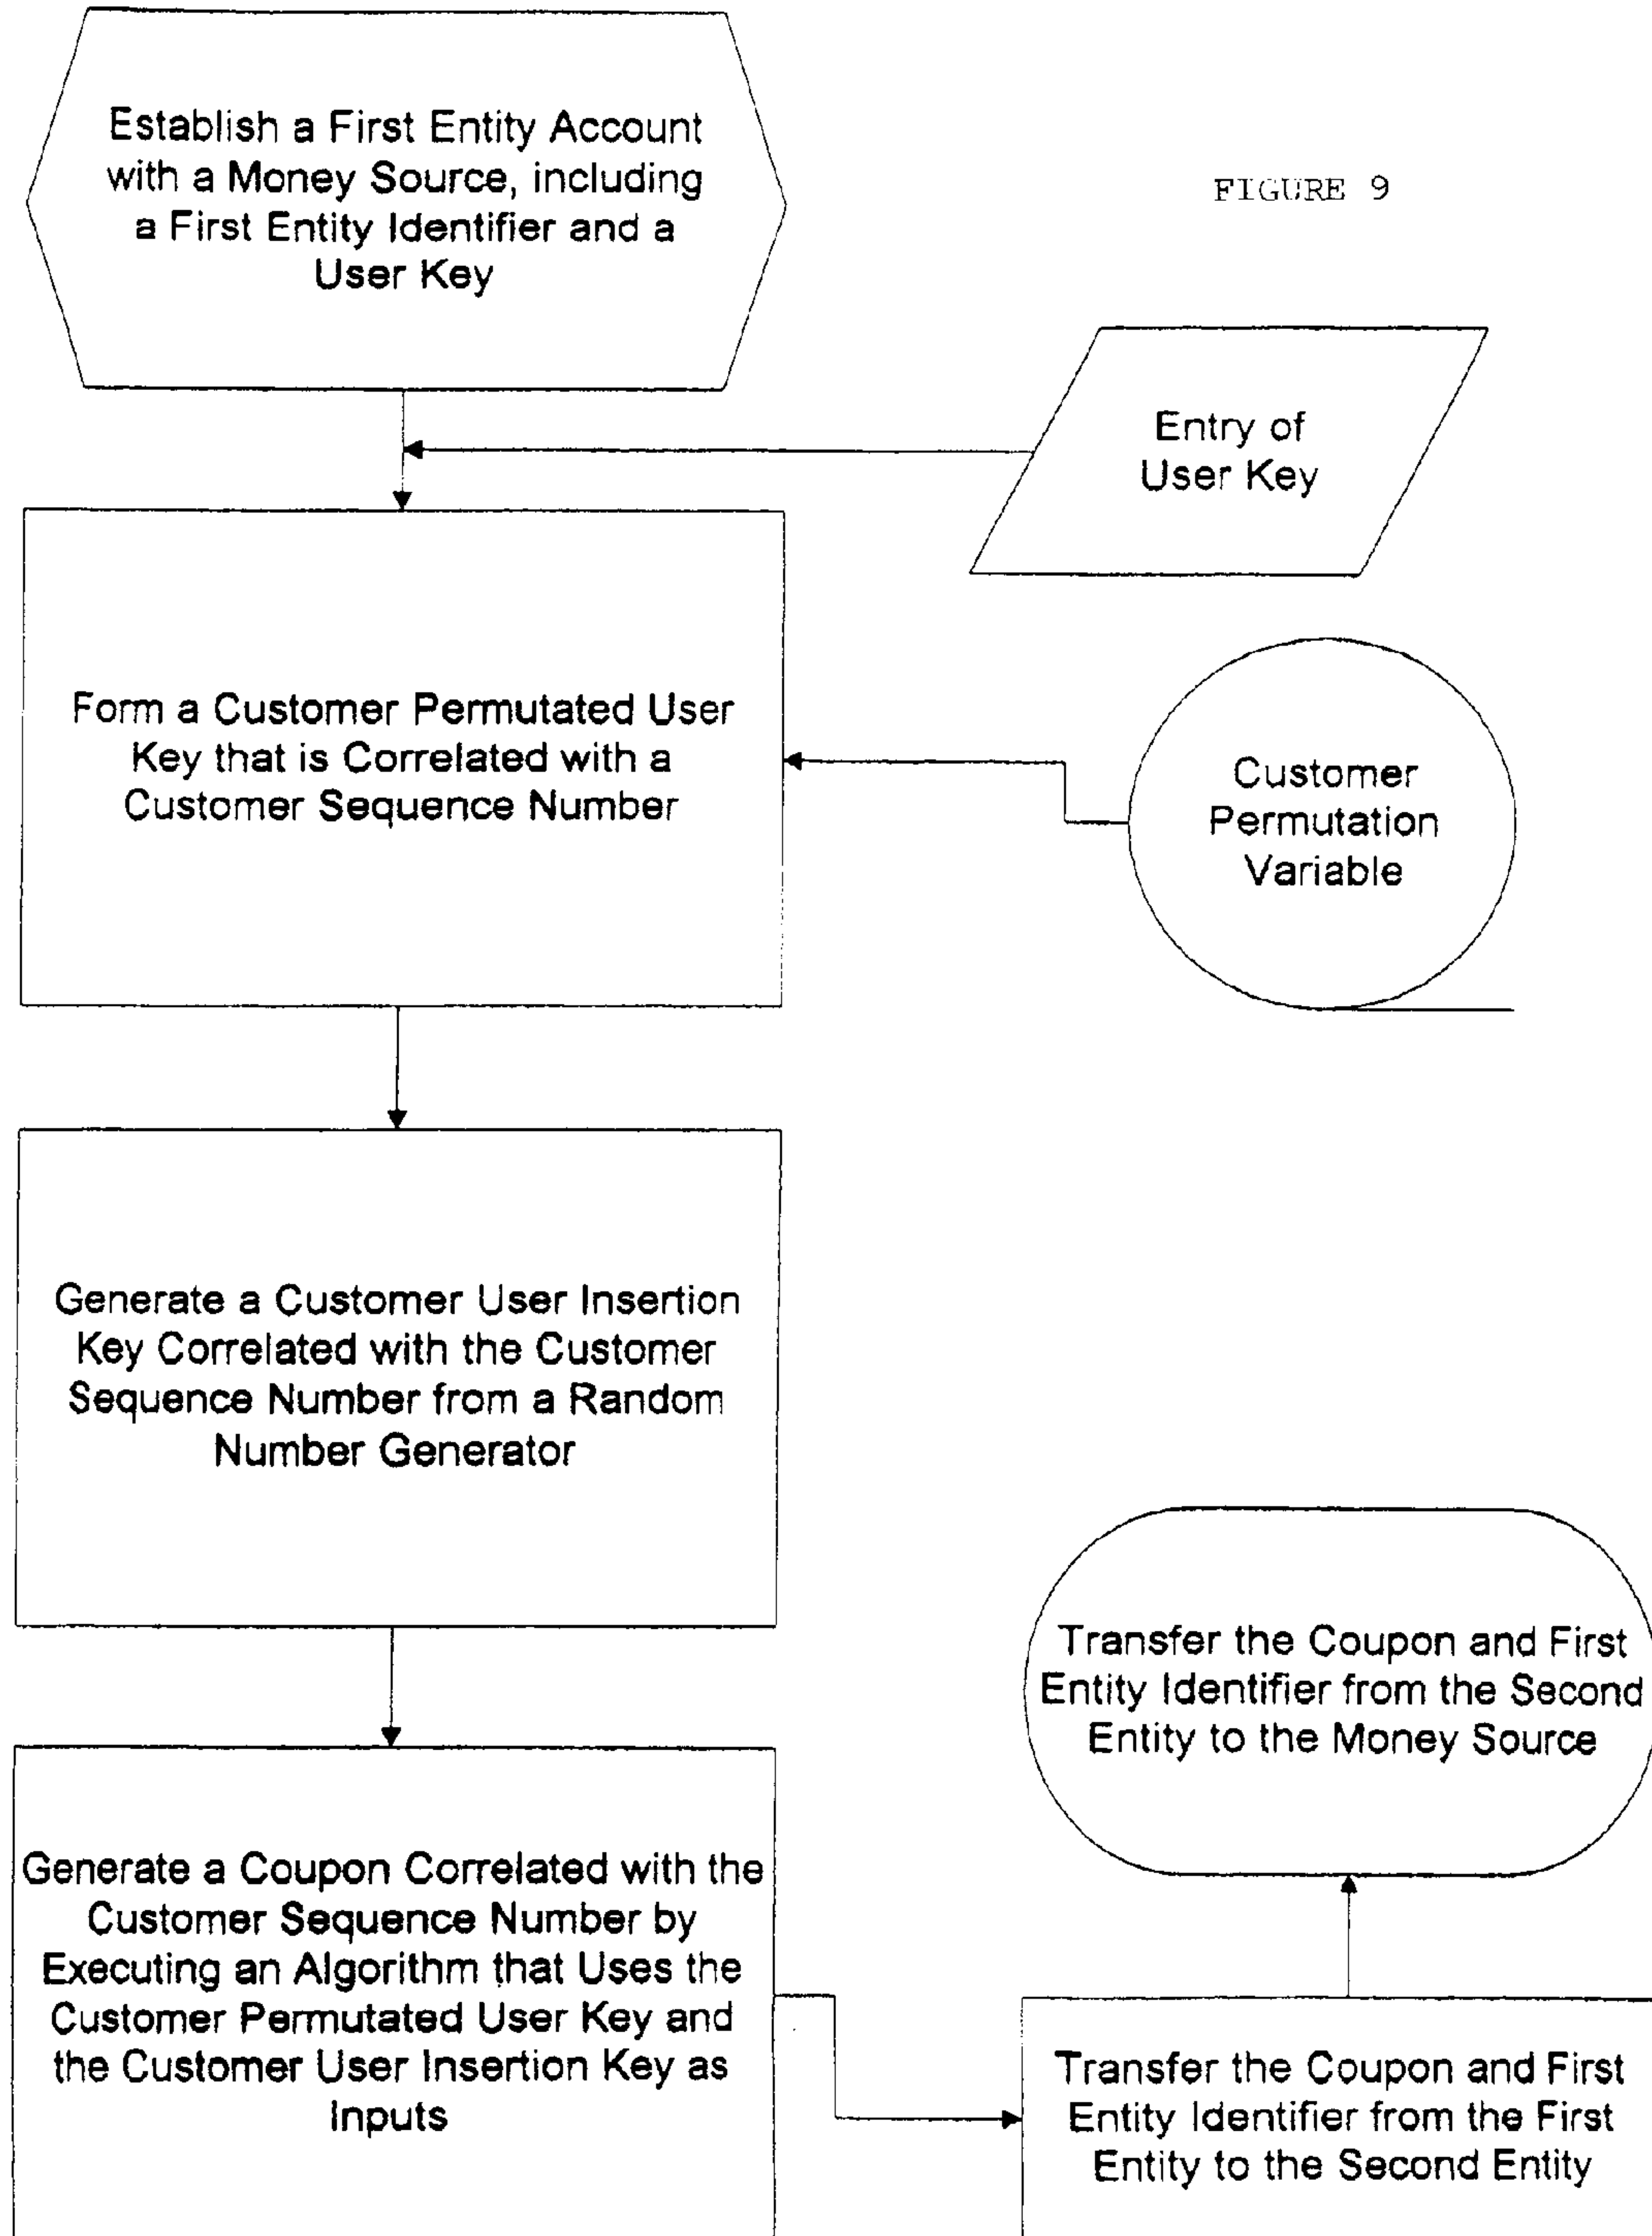 Establish a First Entity Account
with a Money Source, including
a First Entity Identifier and a
User Key
FIGURE 9
Entry of
User Key
Form a Customer Permutated User
Key that is Correlated with a
Customer Sequence Number
Customer
Permutation
Variable
Generate a Customer User Insertion
Key Correlated with the Customer
Sequence Number from a Random
Number Generator
Generate a Coupon Correlated with the
Customer Sequence Number by
Executing an Algorithm that Uses the
Customer Permutated User Key and
the Customer User Insertion Key as
Inputs
Transfer the Coupon and First
Entity Identifier from the First
Entity to the Second Entity
Transfer the Coupon and First
Entity Identifier from the Second
Entity to the Money Source